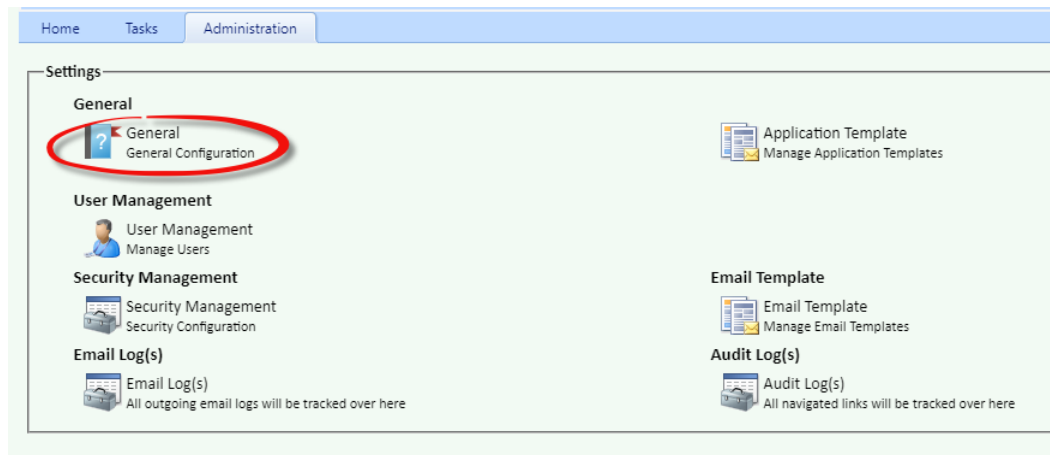 Home Tasks Administration
Settings
General
General
General Configuration
Application Template
Manage Application Templates
User Management
User Management
Manage Users
Security Management
Security Management
Security Configuration
Email Template
Email Template
Manage Email Templates
Email Log(s)
Email Log(s)
All outgoing email logs will be tracked over here
Audit Log(s)
Audit Log(s)
All navigated links will be tracked over here